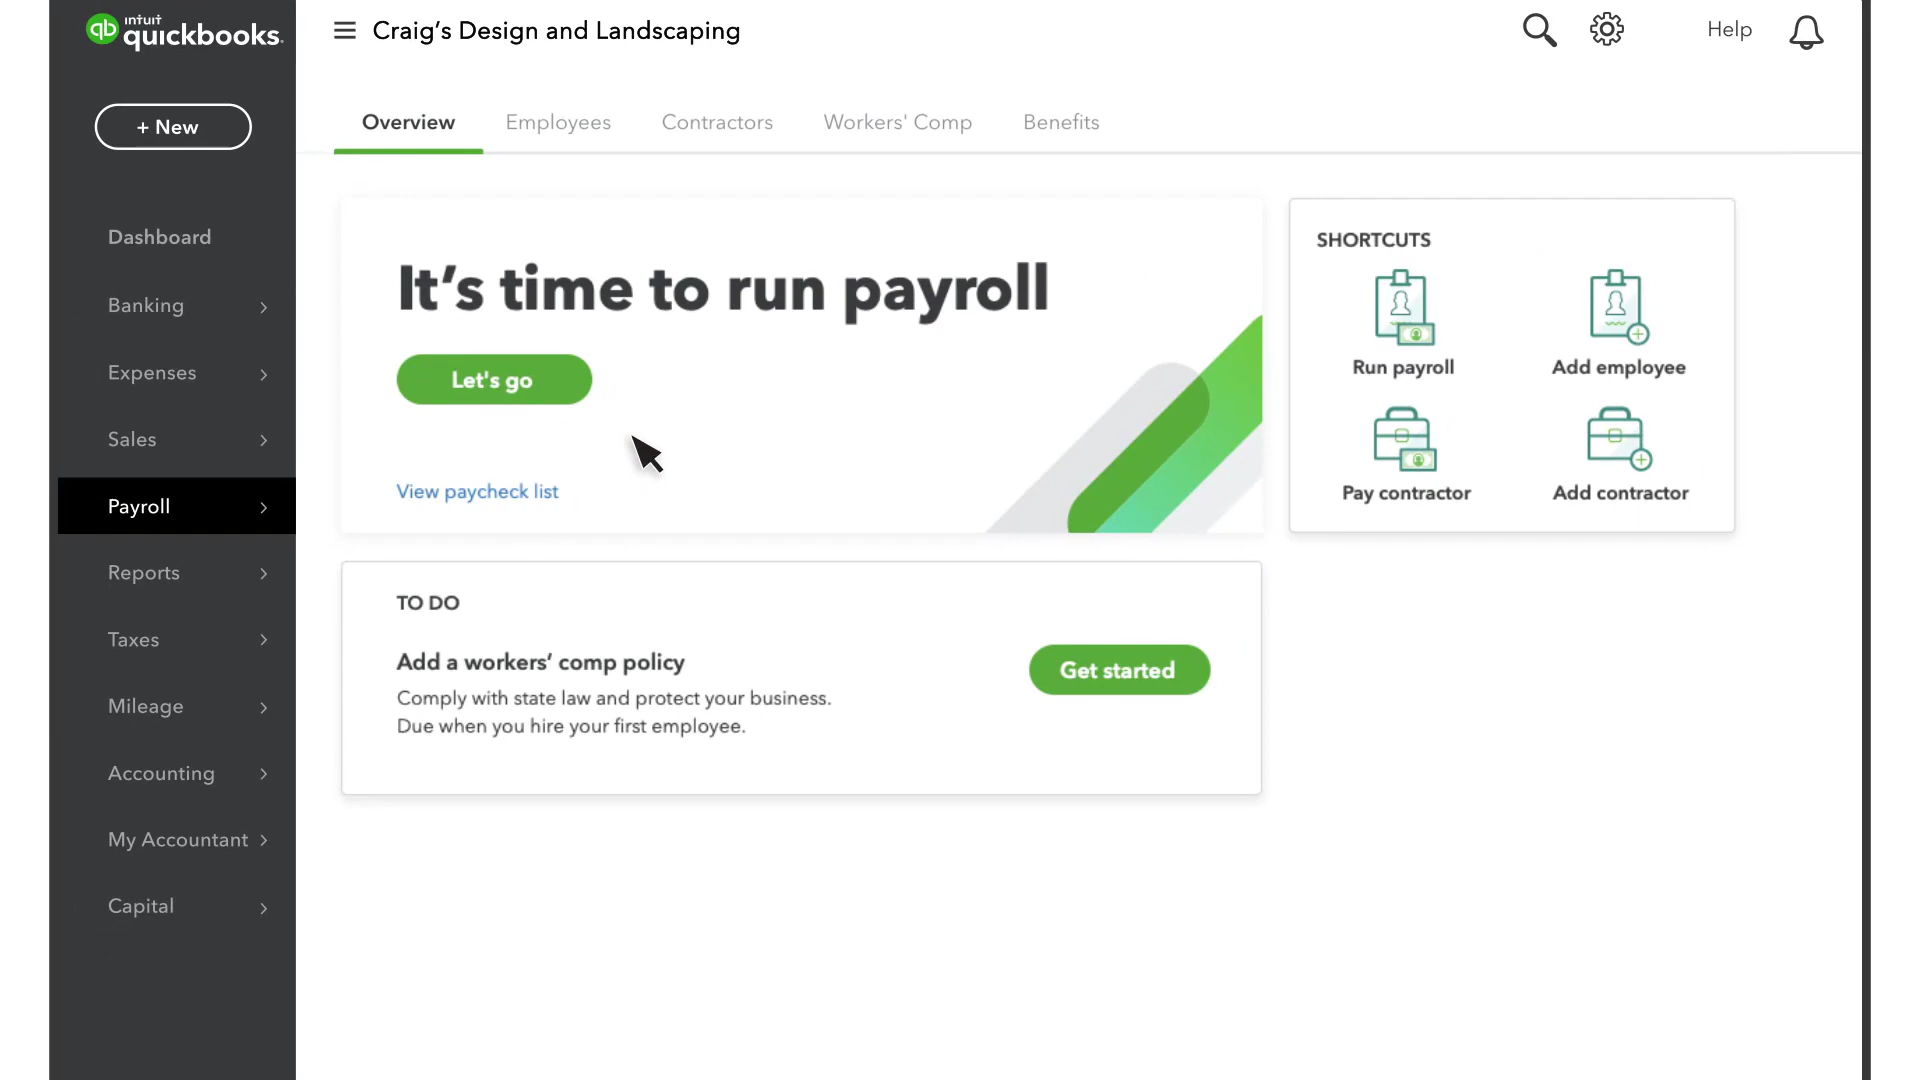 intuit
quickbooks.
Craig's Design and Landscaping
Help
+ New
Overview
Employees
Contractors
Workers' Comp
Benefits
Dashboard
Banking
Expenses
Sales
Payroll
Reports
Taxes
Mileage
Accounting
My Accountant
Capital
It's time to run payroll
Let's go
View paycheck list
SHORTCUTS
Run payroll
Add employee
Pay contractor
Add contractor
TO DO
Add a workers' comp policy
Comply with state law and protect your business.
Due when you hire your first employee.
Get started